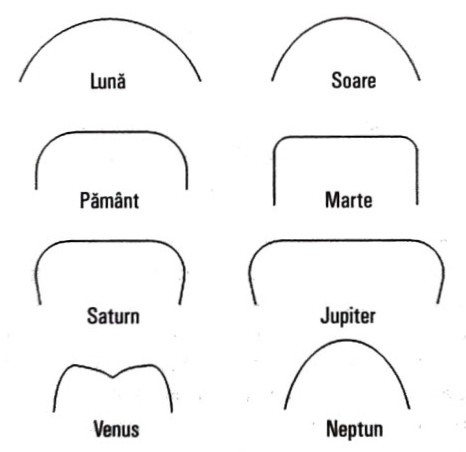 Lună
Soare
Pământ
Marte
Saturn
Jupiter
Venus
Neptun